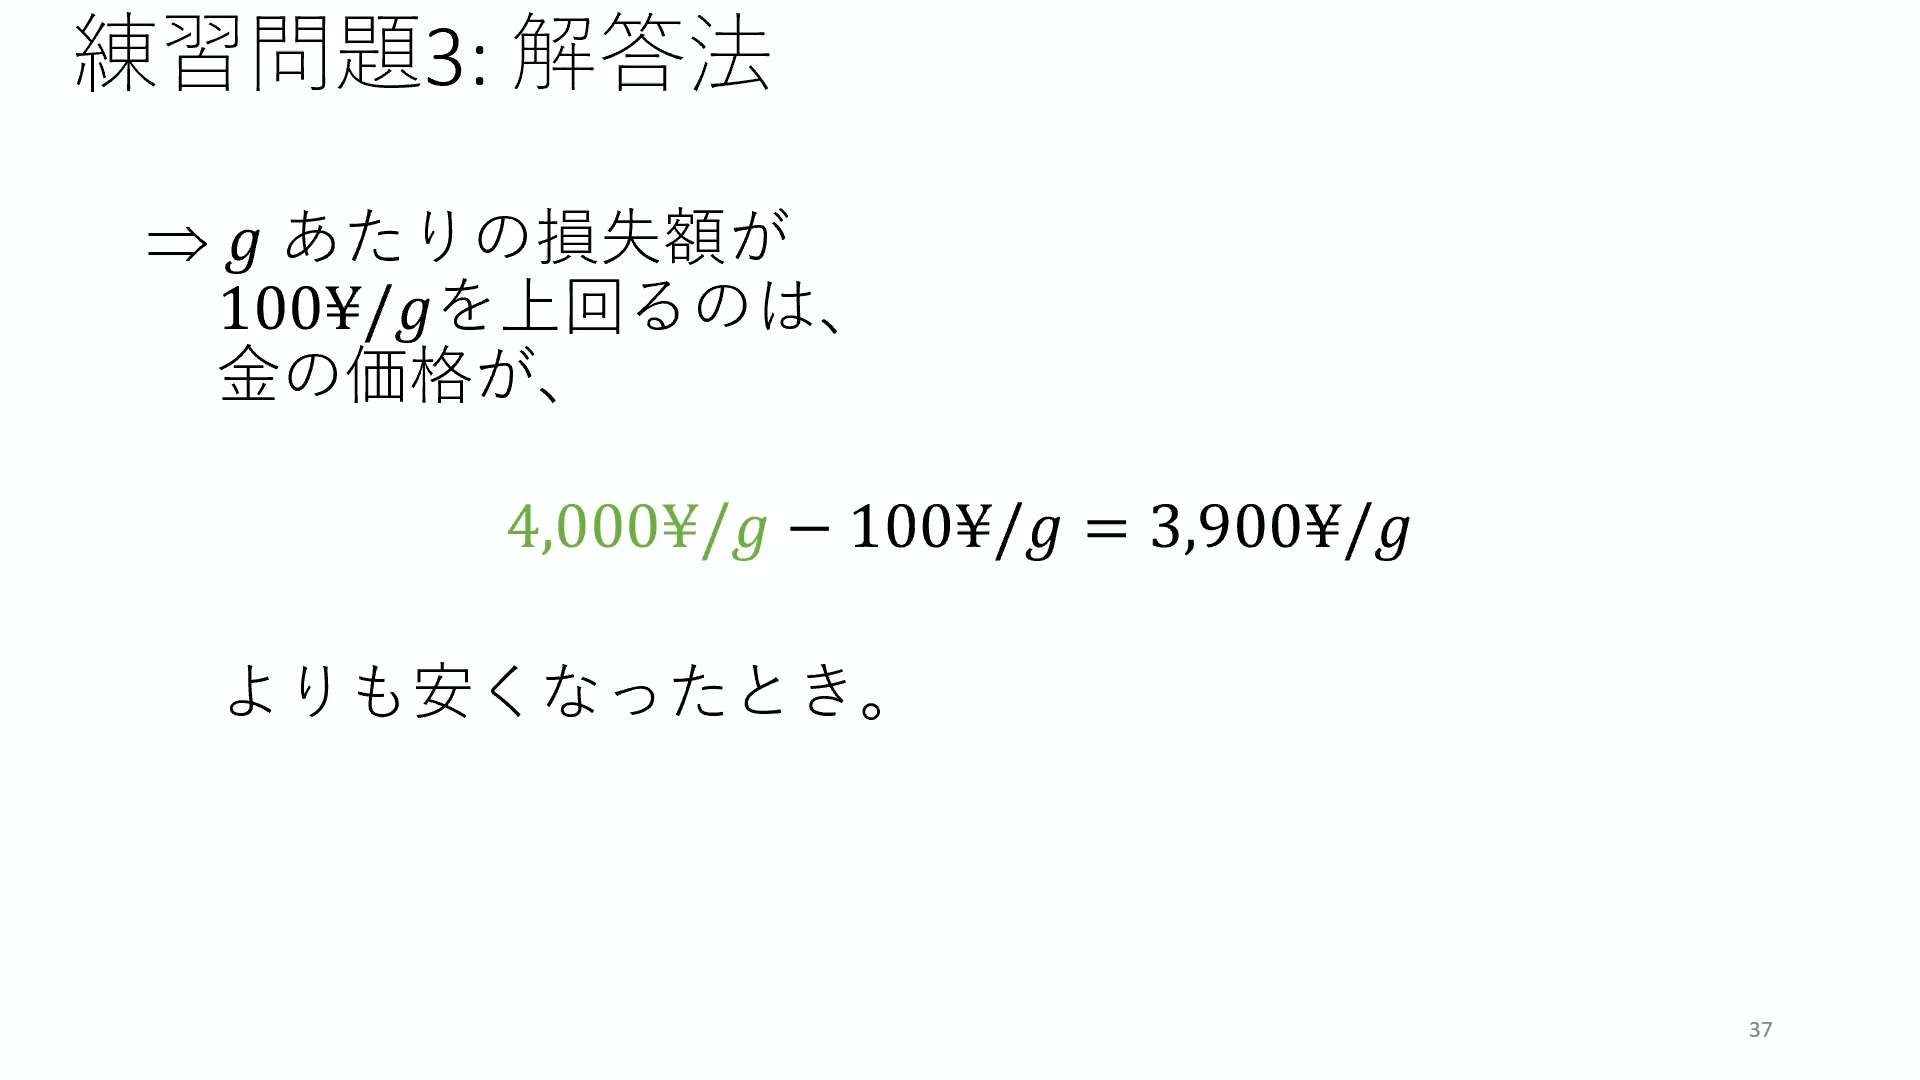 練習問題3: 解答法
⇒ g あたりの損失額が
100¥/gを上回るのは、
金の価格が、
4,000¥/g − 100¥/g = 3,900¥/g
よりも安くなったとき。
37